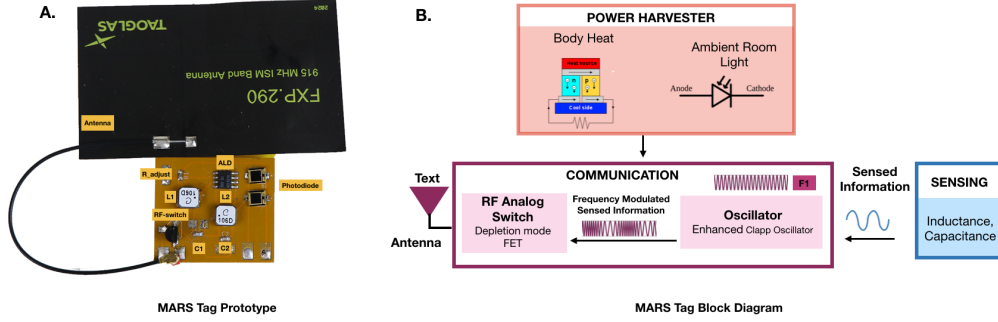 A.
2824
TAOGLAS
915 MHz ISM Band Antenna
FXP.290
Antenna
ALD
R_adjust
Photodiode
L1
106D
L2
106D
RF-switch
C1
C2
MARS Tag Prototype
B.
POWER HARVESTER
Body Heat
Ambient Room
Light
Heat source
n
p
Cool side
Anode
Cathode
COMMUNICATION
F1
Text
Antenna
RF Analog
Switch
Depletion mode
FET
Frequency Modulated
Sensed Information
Oscillator
Enhanced Clapp Oscillator
Sensed
Information
SENSING
Inductance,
Capacitance
MARS Tag Block Diagram